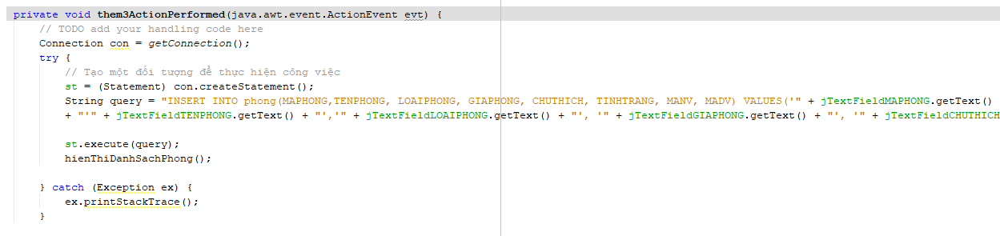 private void them3ActionPerformed(java.awt.event.ActionEvent evt) {
// TODO add your handling code here
Connection con = getConnection();
try {
// Tạo một đối tượng để thực hiện công việc
st = (Statement) con.createStatement();
String query = "INSERT INTO phong(MAPHONG,TENPHONG, LOAIPHONG, GIAPHONG, CHUTHICH, TINHTRANG, MANV, MADV) VALUES('" + jTextFieldMAPHONG.getText()
+ "'" + jTextFieldTENPHONG.getText() + "','" + jTextFieldLOAIPHONG.getText() + "', '" + jTextFieldGIAPHONG.getText() + "', '" + jTextFieldCHUTHICH
st.execute(query);
hienThiDanhSachPhong();
} catch (Exception ex) {
ex.printStackTrace();
}